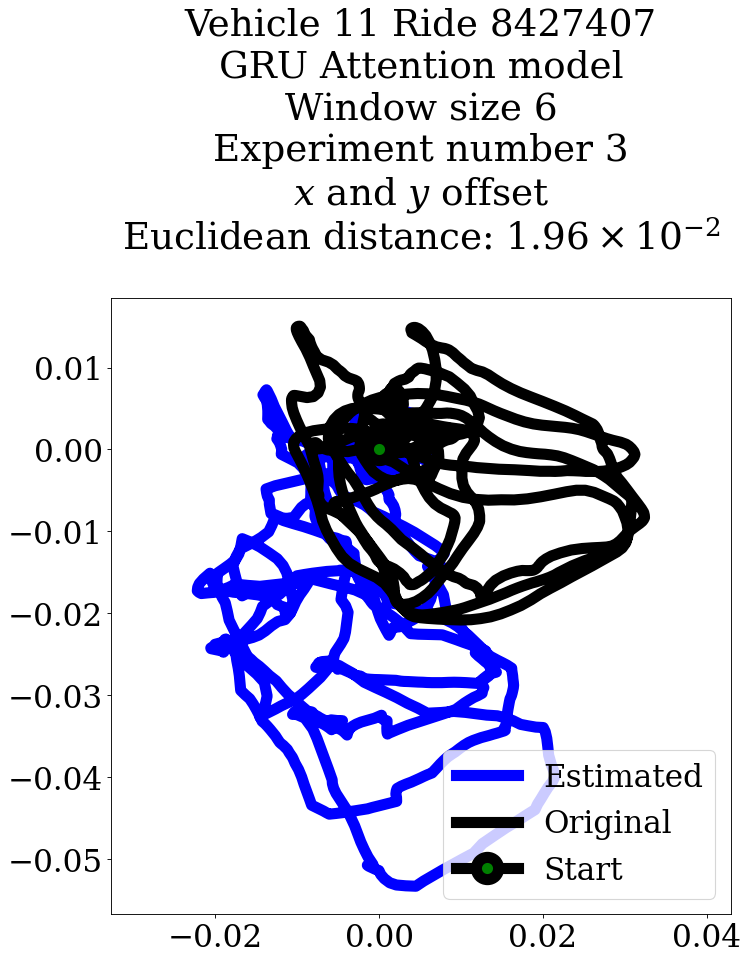 Vehicle 11 Ride 8427407
GRU Attention model
Window size 6
Experiment number 3
x and y offset
Euclidean distance: 1.96 × 10⁻²
0.01
0.00
−0.01
−0.02
−0.03
−0.04
−0.05
Estimated
Original
Start
−0.02 0.00 0.02 0.04